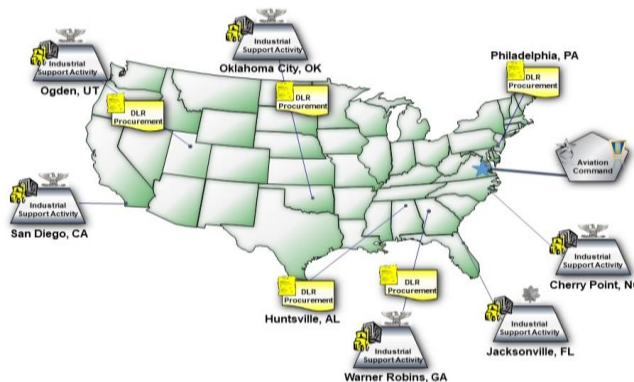 Industrial
Support Activity
Ogden, UT
DLR
Procurement
Industrial
Support Activity
Oklahoma City, OK
DLR
Procurement
Philadelphia, PA
DLR
Procurement
Aviation
Command
Industrial
Support Activity
San Diego, CA
DLR
Procurement
Huntsville, AL
DLR
Procurement
Industrial
Support Activity
Warner Robins, GA
Industrial
Support Activity
Jacksonville, FL
Industrial
Support Activity
Cherry Point, N